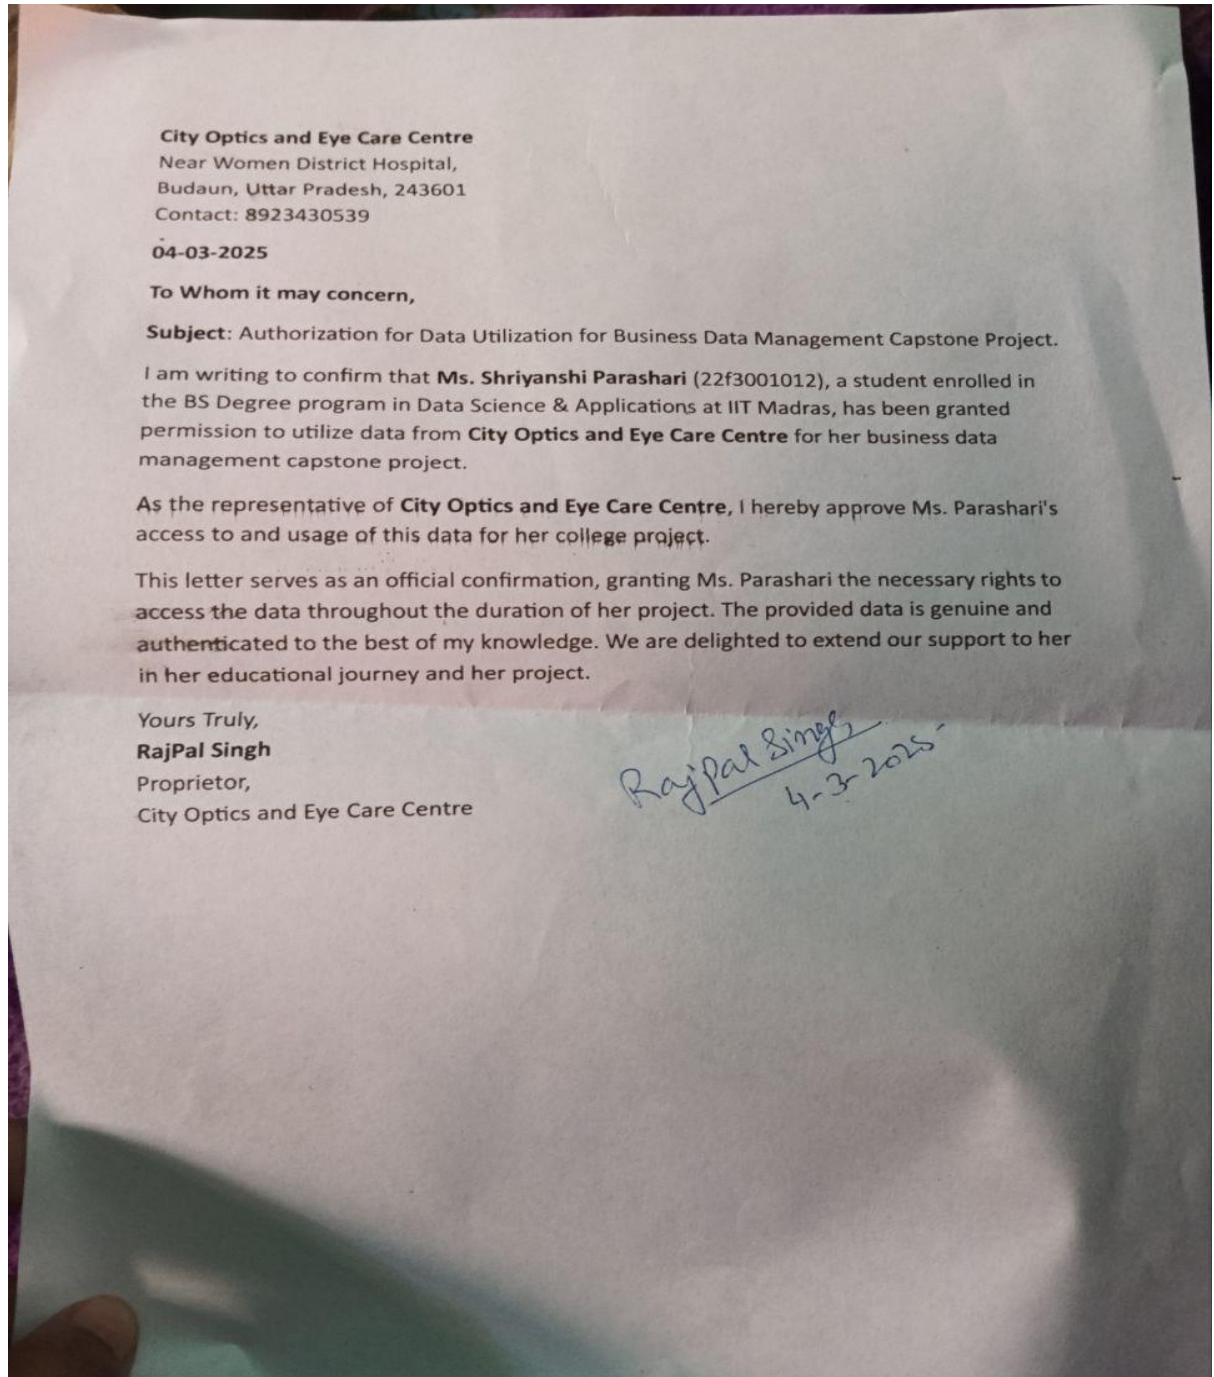 City Optics and Eye Care Centre
Near Women District Hospital,
Budaun, Uttar Pradesh, 243601
Contact: 8923430539
04-03-2025
To Whom it may concern,
Subject: Authorization for Data Utilization for Business Data Management Capstone Project.
I am writing to confirm that Ms. Shriyanshi Parashari (22f3001012), a student enrolled in
the BS Degree program in Data Science & Applications at IIT Madras, has been granted
permission to utilize data from City Optics and Eye Care Centre for her business data
management capstone project.
As the representative of City Optics and Eye Care Centre, I hereby approve Ms. Parashari's
access to and usage of this data for her college project.
This letter serves as an official confirmation, granting Ms. Parashari the necessary rights to
access the data throughout the duration of her project. The provided data is genuine and
authenticated to the best of my knowledge. We are delighted to extend our support to her
in her educational journey and her project.
Yours Truly,
RajPal Singh
Proprietor,
City Optics and Eye Care Centre
RajPal Singh
4-3-2025